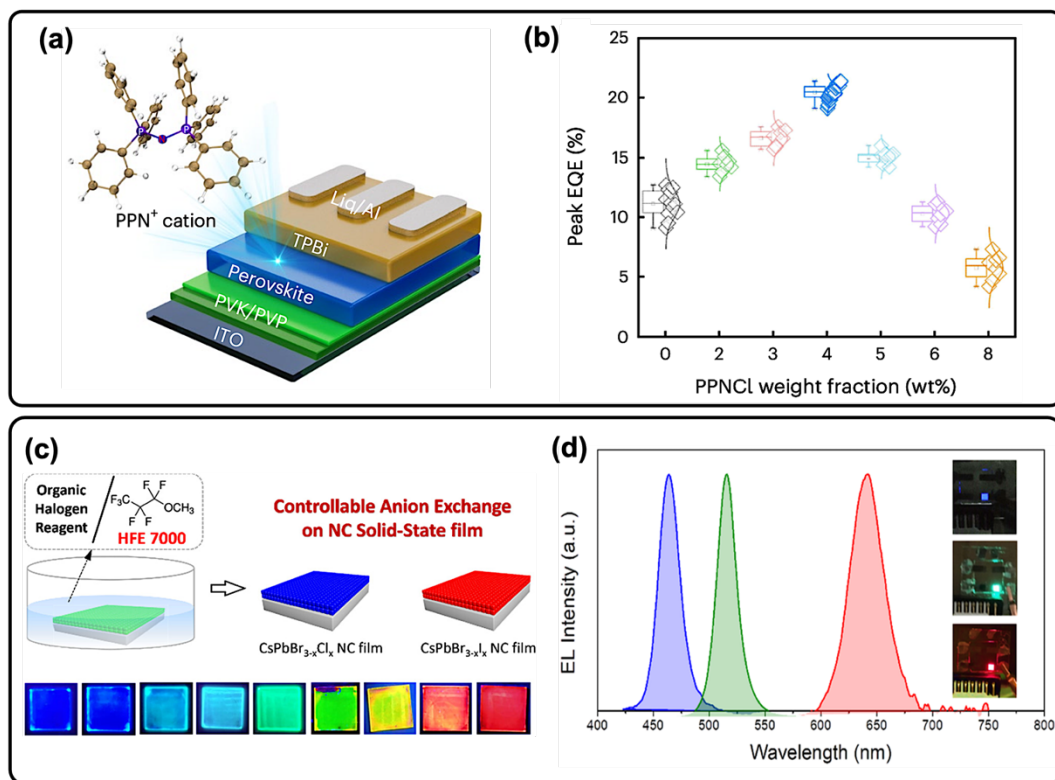 (a)
P
P
PPN⁺ cation
Liq/Al
TPBi
Perovskite
PVK/PVP
ITO
(b)
25
20
15
10
5
0
Peak EQE (%)
0 2 3 4 5 6 8
PPNCl weight fraction (wt%)
(c)
Organic
Halogen
Reagent
F F
F₃C OCH₃
F F
HFE 7000
Controllable Anion Exchange
on NC Solid-State film
CsPbBr₃₋ₓClₓ NC film
CsPbBr₃₋ₓIₓ NC film
(d)
EL Intensity (a.u.)
400 450 500 550 600 650 700 750 800
Wavelength (nm)